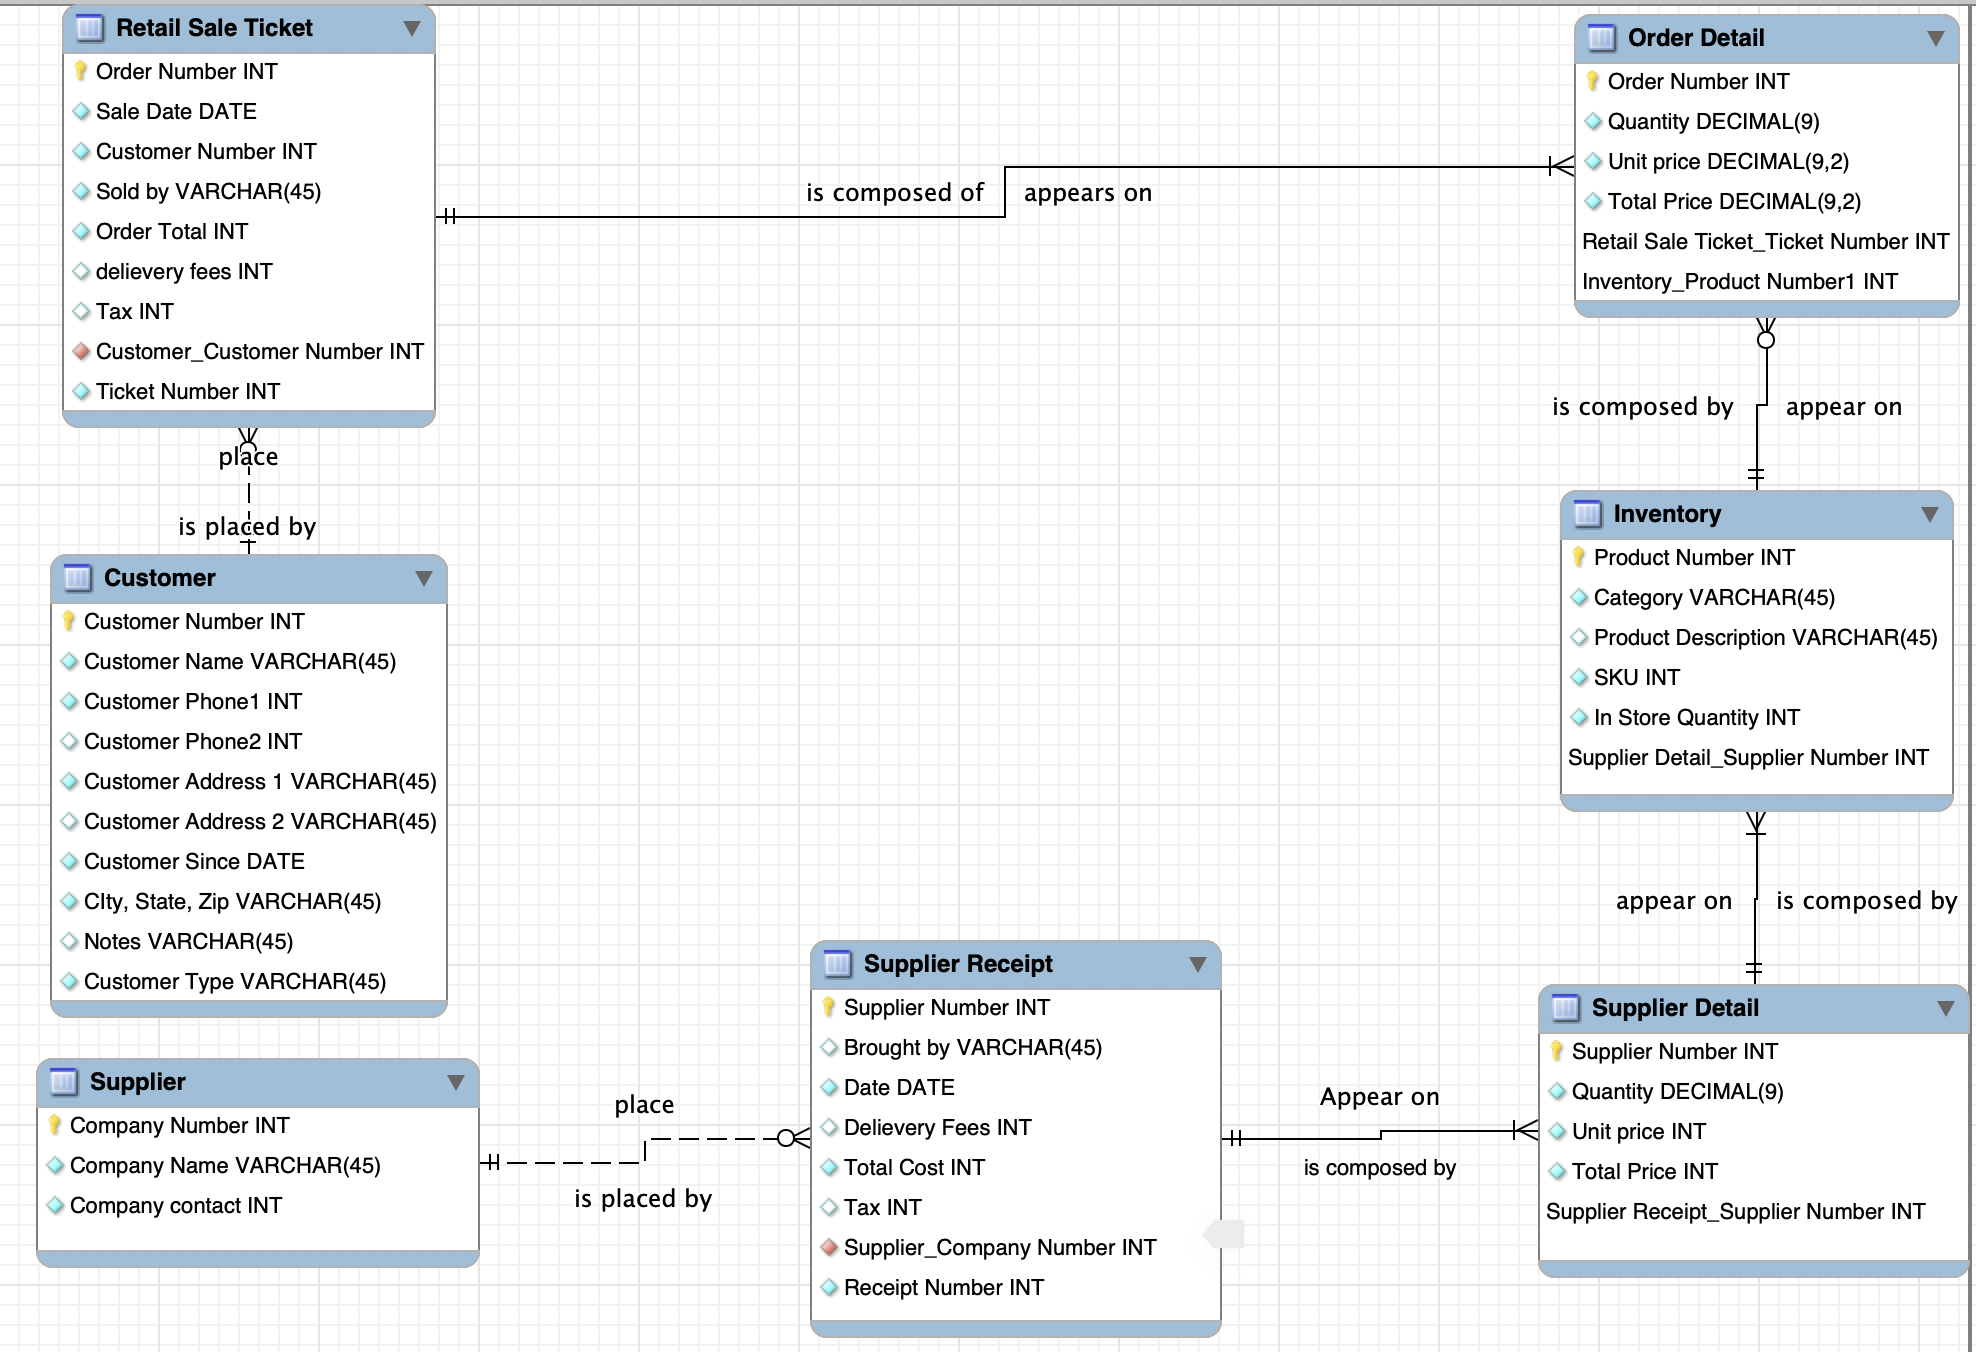 Retail Sale Ticket
Order Number INT
Sale Date DATE
Customer Number INT
Sold by VARCHAR(45)
Order Total INT
delievery fees INT
Tax INT
Customer_Customer Number INT
Ticket Number INT
is composed of
appears on
Order Detail
Order Number INT
Quantity DECIMAL(9)
Unit price DECIMAL(9,2)
Total Price DECIMAL(9,2)
Retail Sale Ticket_Ticket Number INT
Inventory_Product Number1 INT
place
is placed by
is composed by
appear on
Customer
Customer Number INT
Customer Name VARCHAR(45)
Customer Phone1 INT
Customer Phone2 INT
Customer Address 1 VARCHAR(45)
Customer Address 2 VARCHAR(45)
Customer Since DATE
CIty, State, Zip VARCHAR(45)
Notes VARCHAR(45)
Customer Type VARCHAR(45)
Inventory
Product Number INT
Category VARCHAR(45)
Product Description VARCHAR(45)
SKU INT
In Store Quantity INT
Supplier Detail_Supplier Number INT
appear on
is composed by
Supplier
Company Number INT
Company Name VARCHAR(45)
Company contact INT
place
is placed by
Supplier Receipt
Supplier Number INT
Brought by VARCHAR(45)
Date DATE
Delievery Fees INT
Total Cost INT
Tax INT
Supplier_Company Number INT
Receipt Number INT
Appear on
is composed by
Supplier Detail
Supplier Number INT
Quantity DECIMAL(9)
Unit price INT
Total Price INT
Supplier Receipt_Supplier Number INT